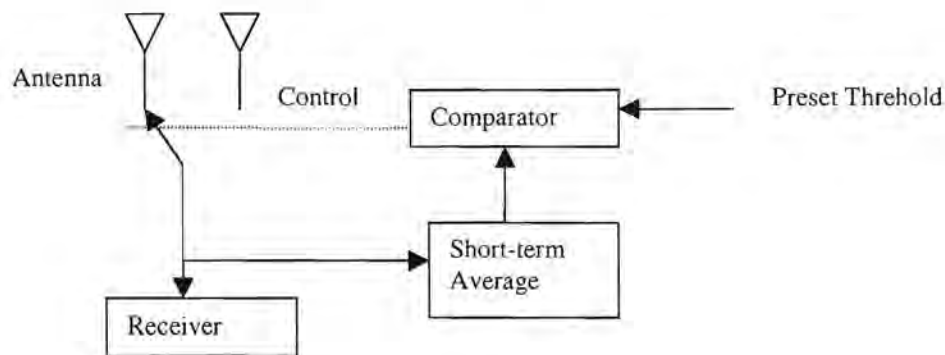 Antenna
Control
Comparator
Preset Threhold
Short-term
Average
Receiver